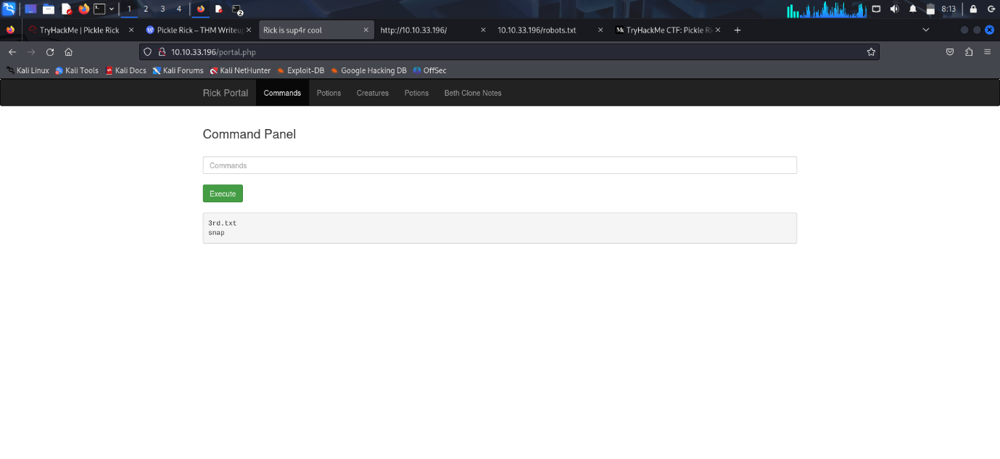 1 2 3 4 2 8:13
TryHackMe | Pickle Rick Pickle Rick – THM Writeup Rick is sup4r cool http://10.10.33.196/ 10.10.33.196/robots.txt TryHackMe CTF: Pickle Ri
10.10.33.196/portal.php
Kali Linux Kali Tools Kali Docs Kali Forums Kali NetHunter Exploit-DB Google Hacking DB OffSec
Rick Portal Commands Potions Creatures Potions Beth Clone Notes
Command Panel
Commands
Execute
3rd.txt
snap